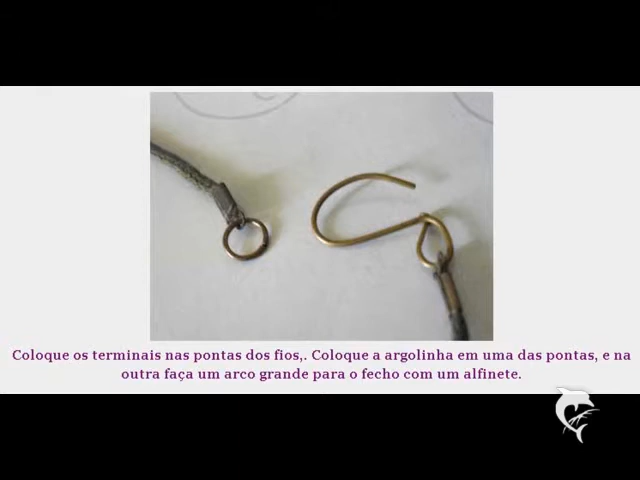 Coloque os terminais nas pontas dos fios,. Coloque a argolinha em uma das pontas, e na
outra faça um arco grande para o fecho com um alfinete.